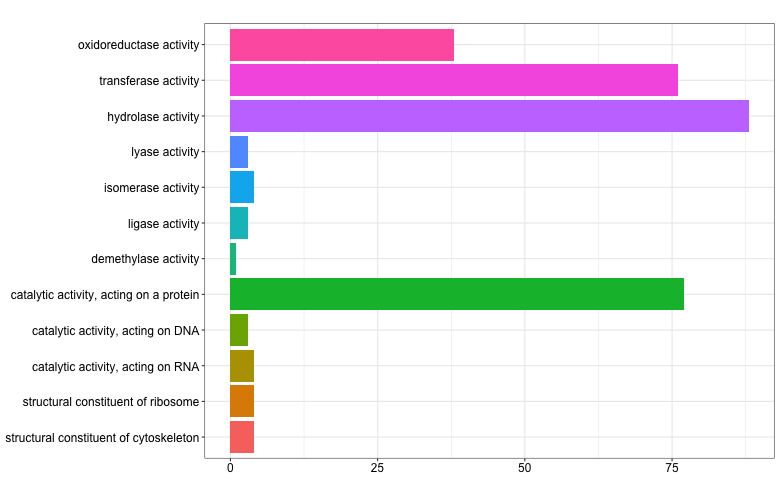 oxidoreductase activity
transferase activity
hydrolase activity
lyase activity
isomerase activity
ligase activity
demethylase activity
catalytic activity, acting on a protein
catalytic activity, acting on DNA
catalytic activity, acting on RNA
structural constituent of ribosome
structural constituent of cytoskeleton
0 25 50 75